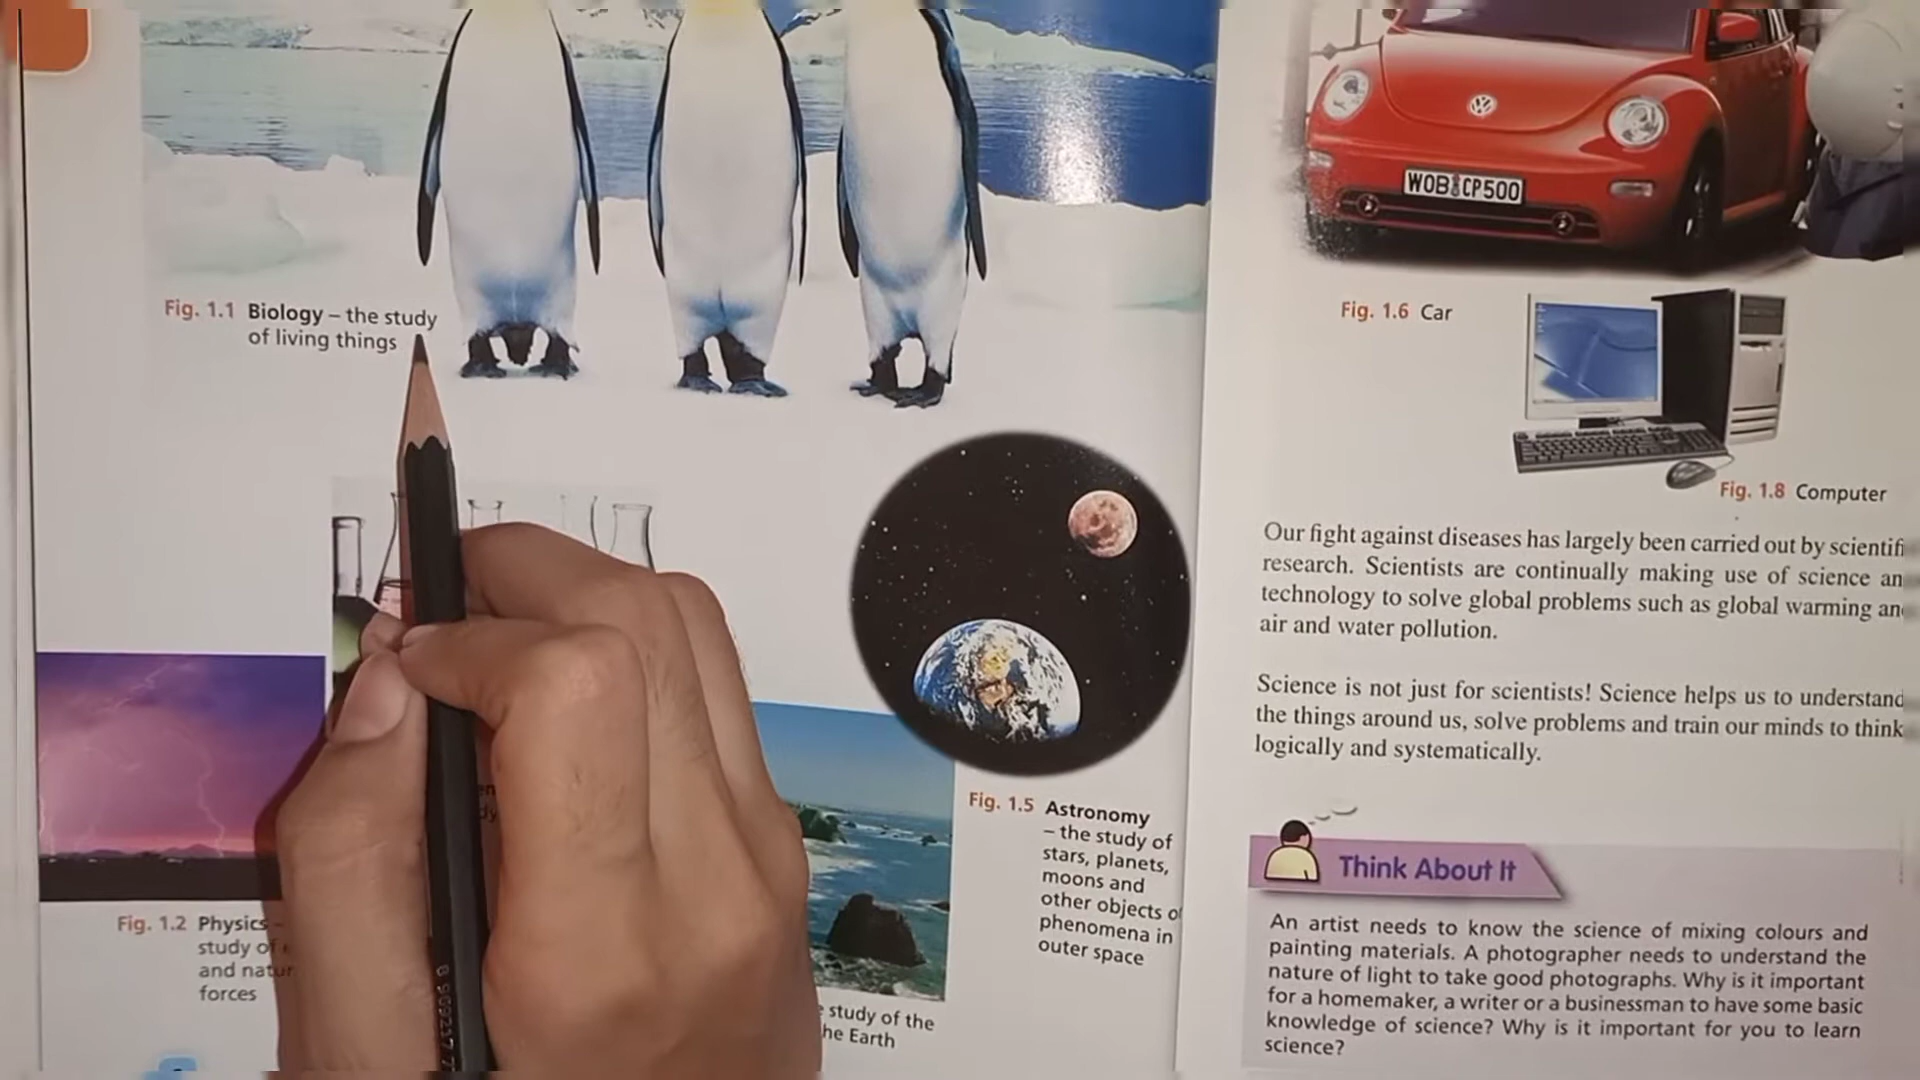 Fig. 1.1 Biology – the study
of living things
Fig. 1.2 Physics –
study of
and natur
forces
Fig. 1.5 Astronomy
– the study of
stars, planets,
moons and
other objects o
phenomena in
outer space
study of the
he Earth
WOB CP500
Fig. 1.6 Car
Fig. 1.8 Computer
Our fight against diseases has largely been carried out by scientifi
research. Scientists are continually making use of science an
technology to solve global problems such as global warming an
air and water pollution.
Science is not just for scientists! Science helps us to understand
the things around us, solve problems and train our minds to think
logically and systematically.
Think About It
An artist needs to know the science of mixing colours and
painting materials. A photographer needs to understand the
nature of light to take good photographs. Why is it important
for a homemaker, a writer or a businessman to have some basic
knowledge of science? Why is it important for you to learn
science?